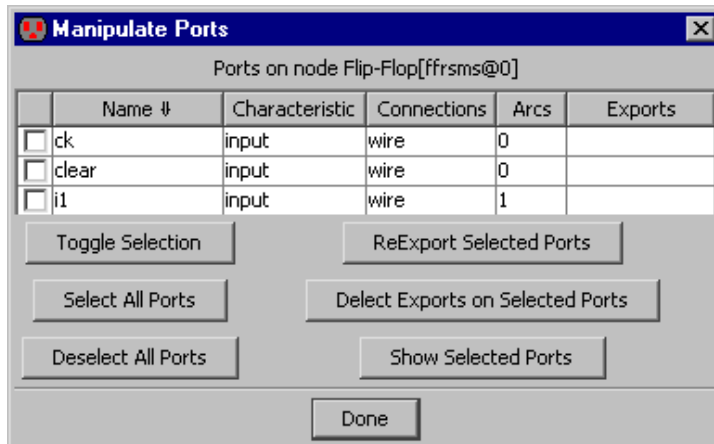 Manipulate Ports
Ports on node Flip-Flop[ffrsms@0]
Name ⇓ Characteristic Connections Arcs Exports
ck input wire 0
clear input wire 0
i1 input wire 1
Toggle Selection ReExport Selected Ports
Select All Ports Delect Exports on Selected Ports
Deselect All Ports Show Selected Ports
Done